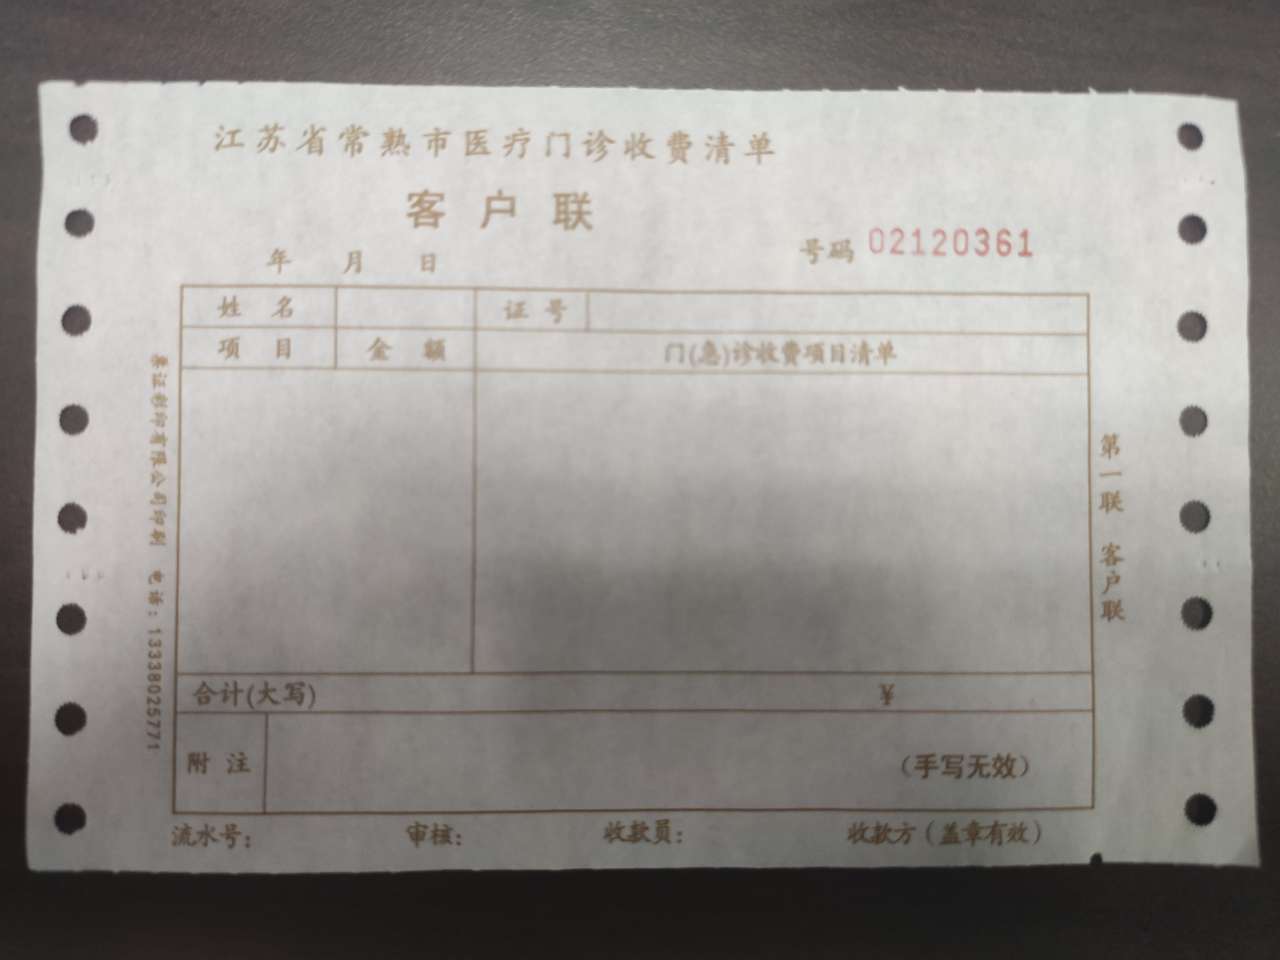 江苏省常熟市医疗门诊收费清单
客户联
号码 02120361
年 月 日
姓名 证号
项目 金额 门(急)诊收费项目清单
合计(大写) ¥
附注 (手写无效)
流水号: 审核: 收款员: 收款方(盖章有效)
第一联 客户联
证彩印有限公司印刷 电话:13338025771